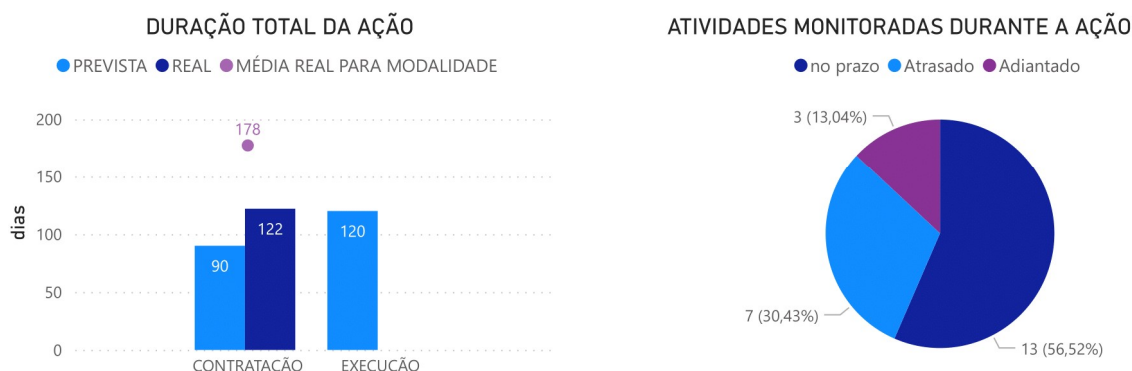 DURAÇÃO TOTAL DA AÇÃO
PREVISTA REAL MÉDIA REAL PARA MODALIDADE
200
178
150
dias
100
122
120
90
50
0
CONTRATAÇÃO EXECUÇÃO
ATIVIDADES MONITORADAS DURANTE A AÇÃO
no prazo Atrasado Adiantado
3 (13,04%)
7 (30,43%)
13 (56,52%)